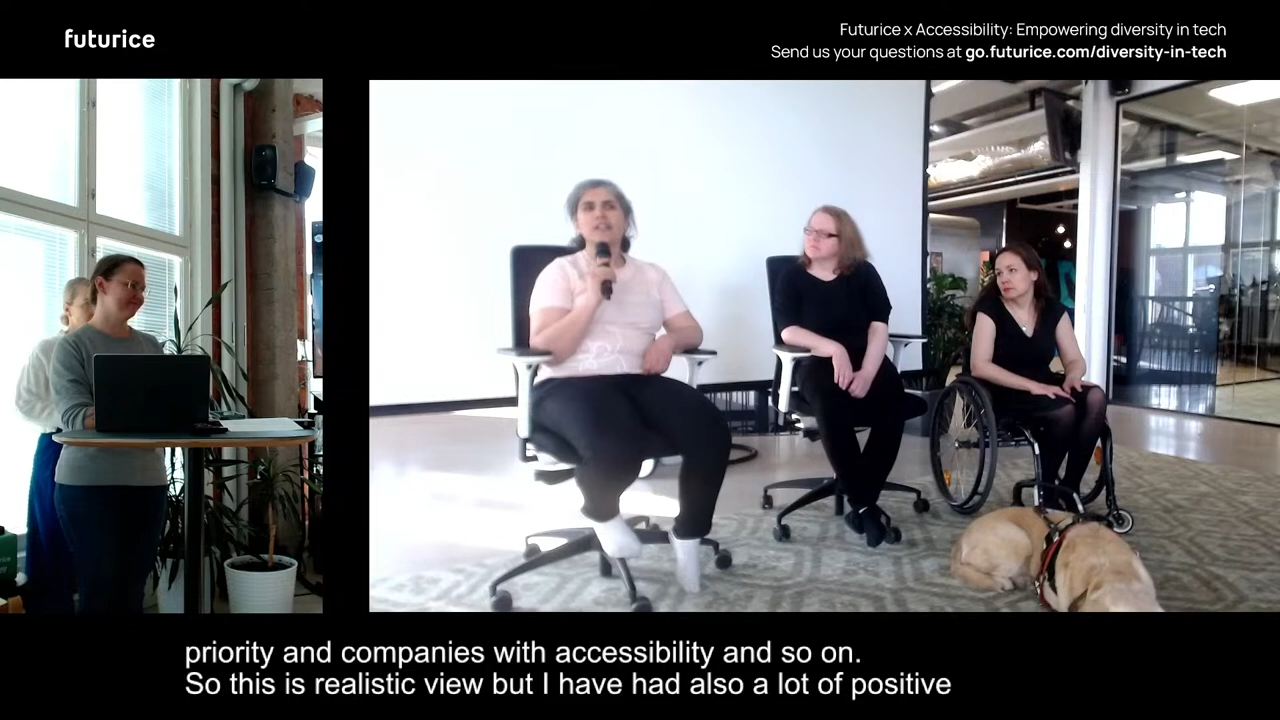 futurice
Futurice x Accessibility: Empowering diversity in tech
Send us your questions at go.futurice.com/diversity-in-tech
priority and companies with accessibility and so on.
So this is realistic view but I have had also a lot of positive